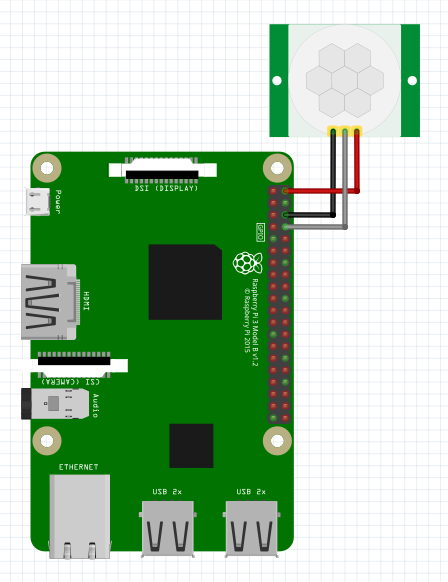 DSI (DISPLAY)
Power
GPIO
HDMI
Raspberry Pi 3 Model B v1.2
© Raspberry Pi 2015
CSI (CAMERA)
Audio
ETHERNET
USB 2x
USB 2x